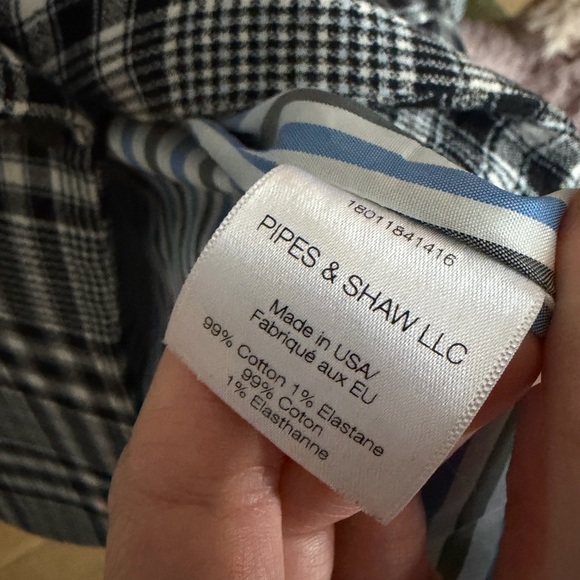 18011841416
PIPES & SHAW LLC
Made in USA/
Fabriqué aux EU
99% Cotton 1% Elastane
99% Coton
1% Elasthanne